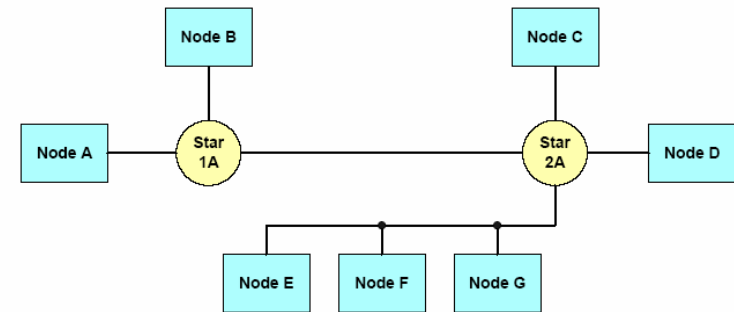 Node B
Node C
Node A
Star
1A
Star
2A
Node D
Node E
Node F
Node G